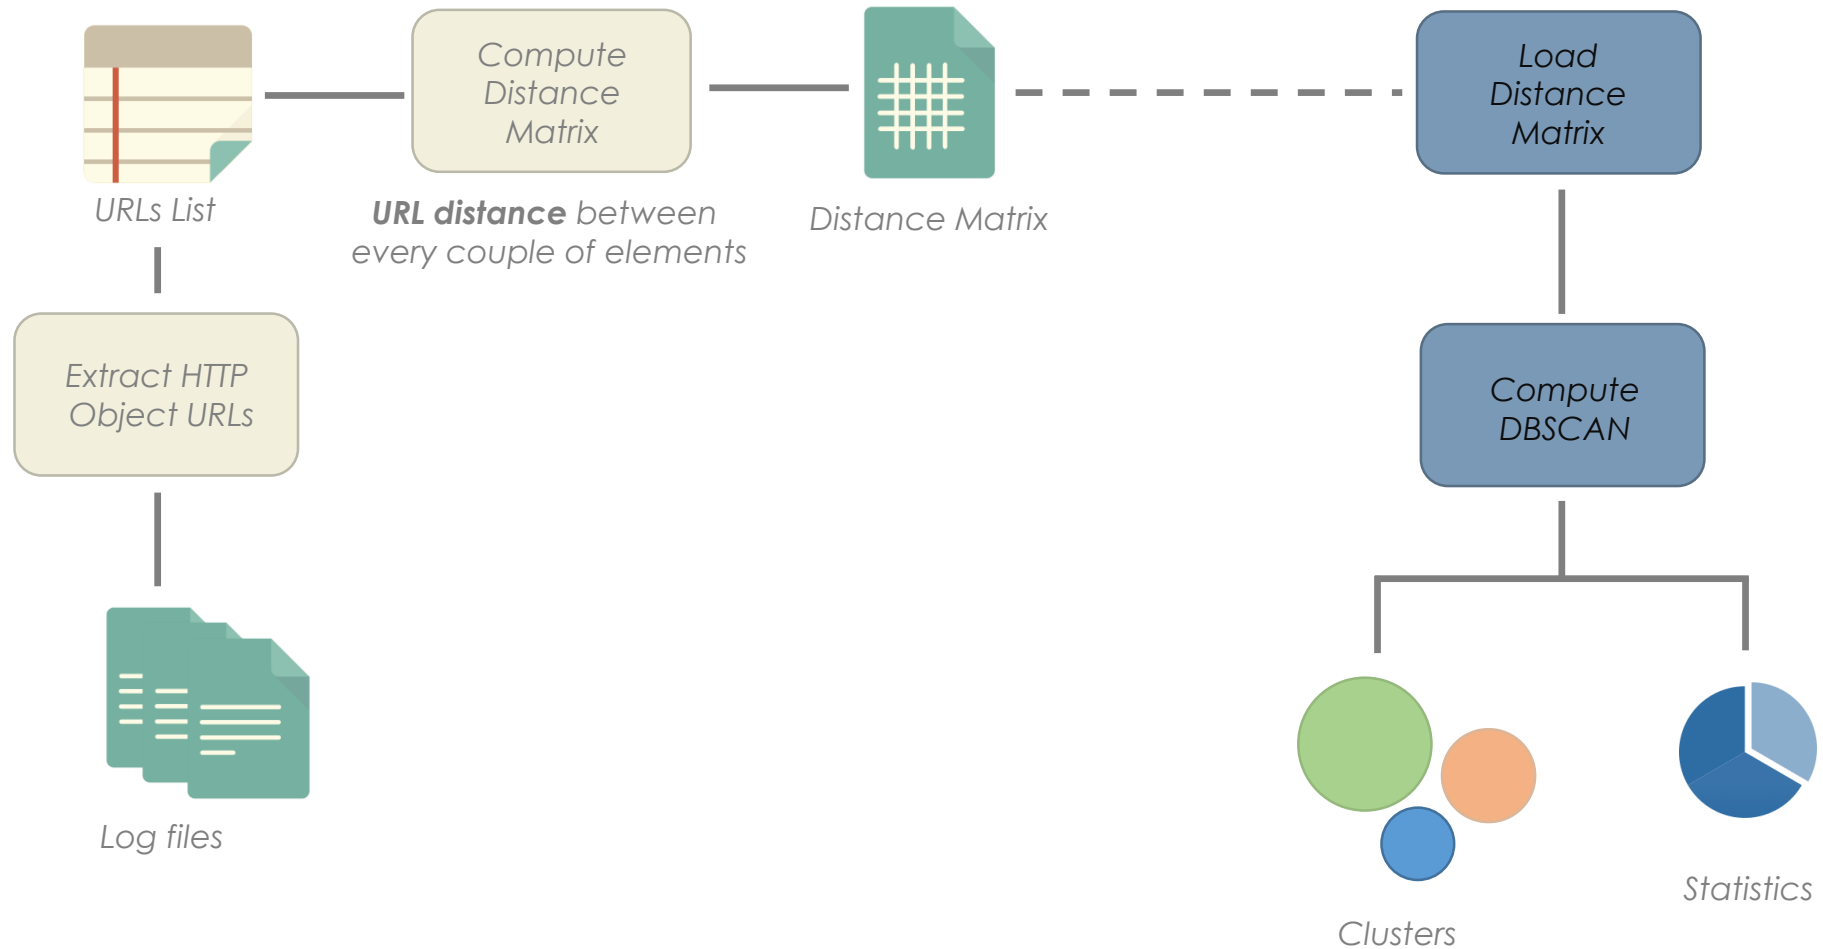 Compute
Distance
Matrix
Load
Distance
Matrix
URLs List
URL distance between
every couple of elements
Distance Matrix
Extract HTTP
Object URLs
Compute
DBSCAN
Log files
Statistics
Clusters